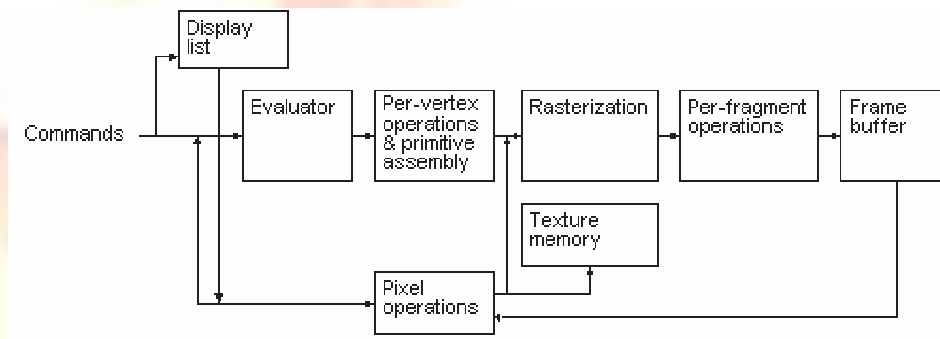 Display
list
Commands
Evaluator
Per-vertex
operations
& primitive
assembly
Rasterization
Per-fragment
operations
Frame
buffer
Texture
memory
Pixel
operations